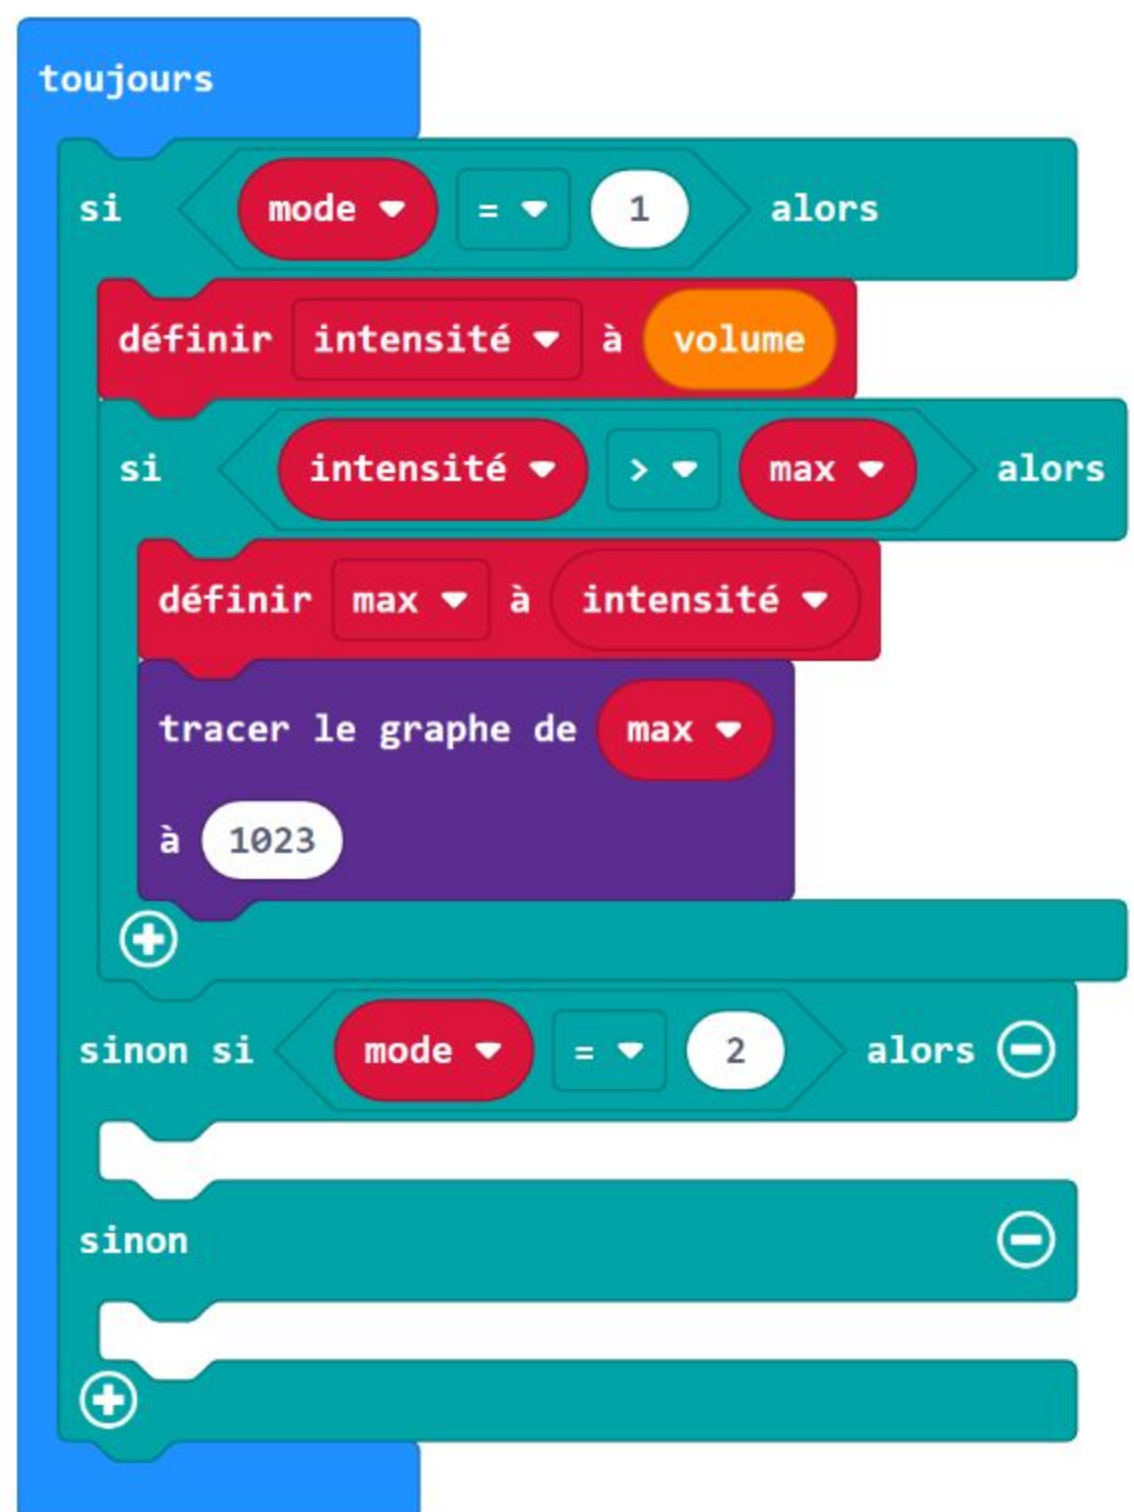 toujours
si mode = 1 alors
définir intensité à volume
si intensité > max alors
définir max à intensité
tracer le graphe de max
à 1023
sinon si mode = 2 alors
sinon